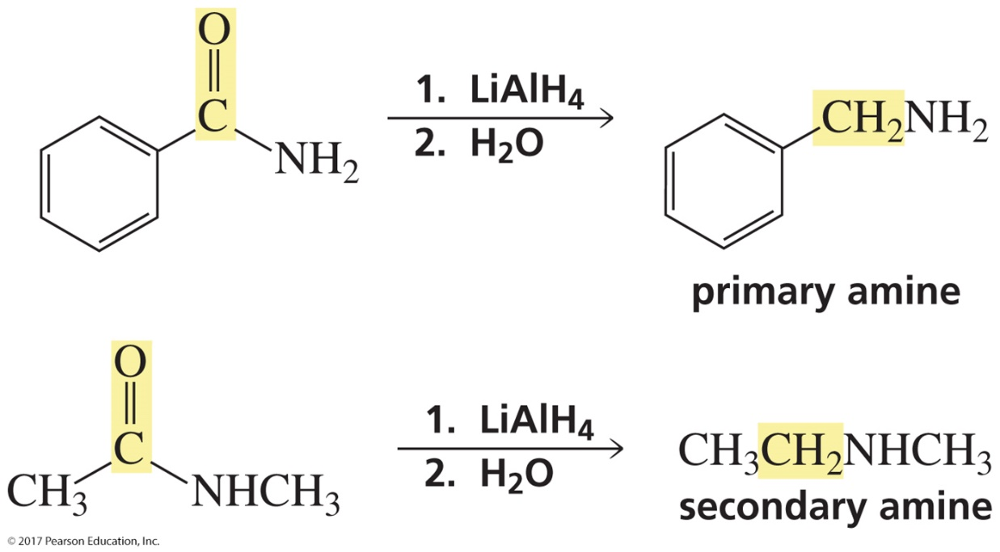 O
C
NH₂
1. LiAlH₄
2. H₂O
CH₂NH₂
primary amine
O
C
CH₃
NHCH₃
1. LiAlH₄
2. H₂O
CH₃CH₂NHCH₃
secondary amine
© 2017 Pearson Education, Inc.